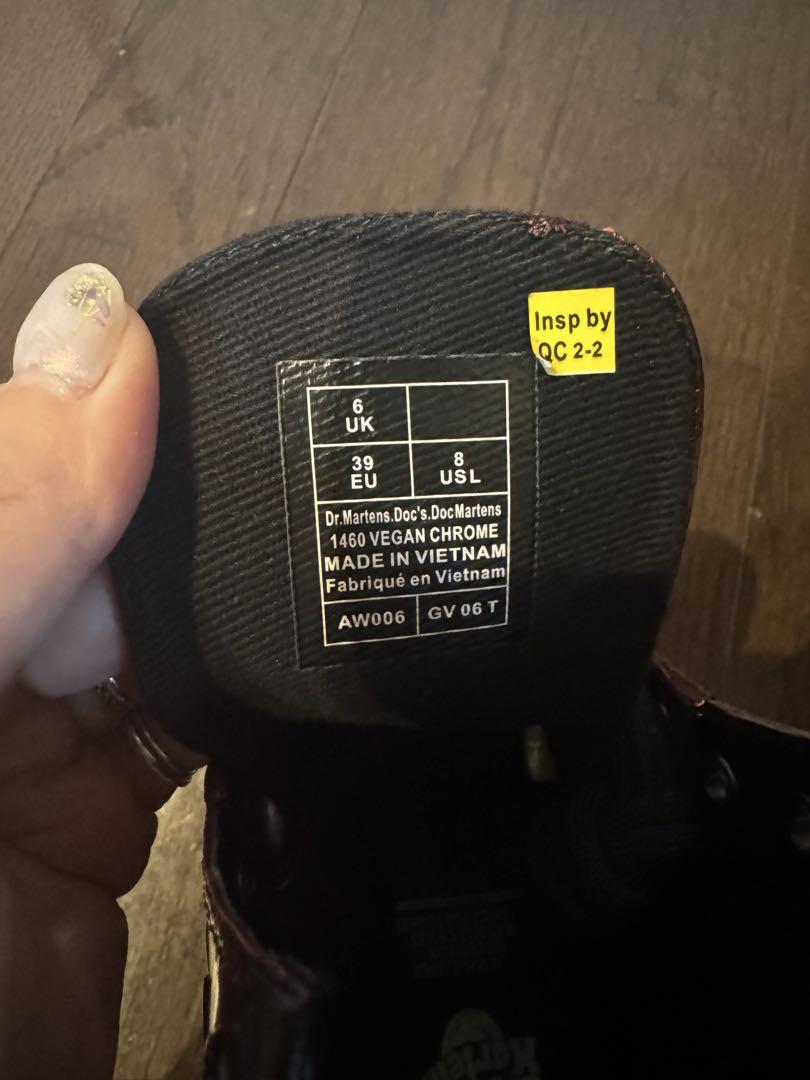 Insp by
QC 2-2
6
UK
39
EU
8
USL
Dr.Martens.Doc's.DocMartens
1460 VEGAN CHROME
MADE IN VIETNAM
Fabriqué en Vietnam
AW006
GV 06 T